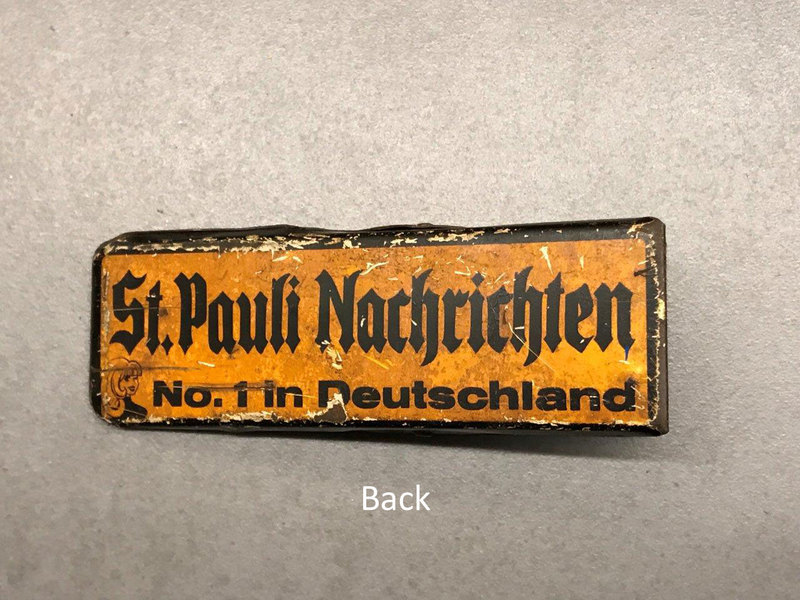 St. Pauli Nachrichten
No. 1 in Deutschland
Back